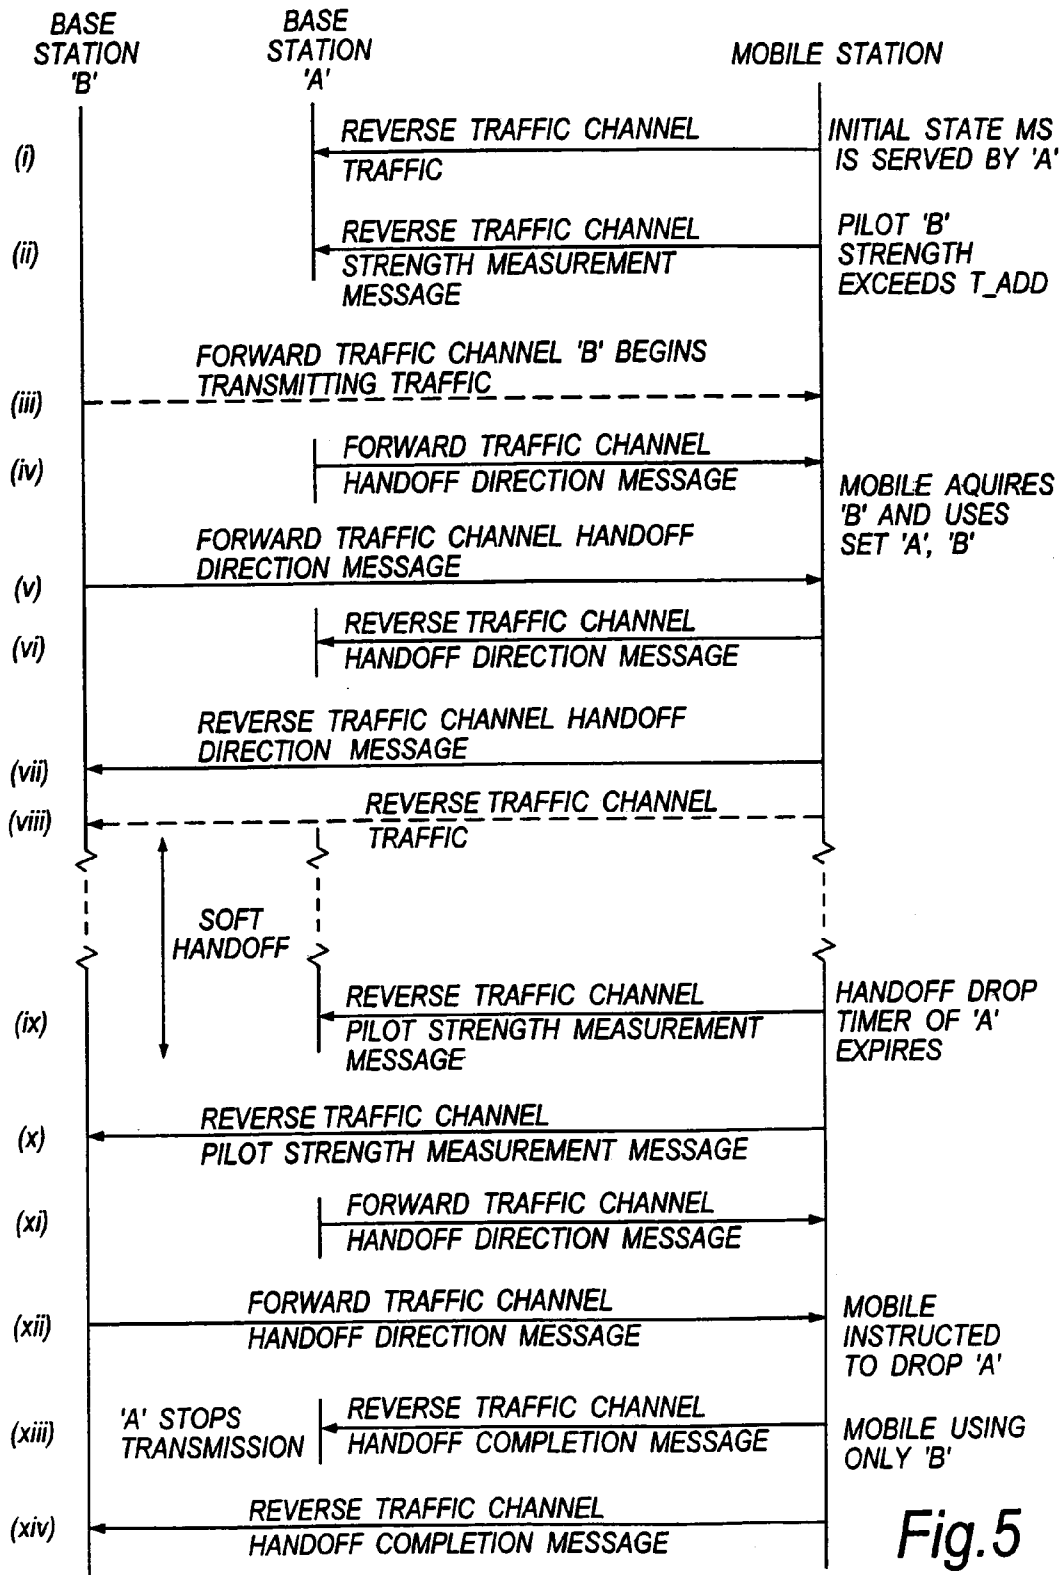 BASE
STATION
'B'
BASE
STATION
'A'
MOBILE STATION
(i)
REVERSE TRAFFIC CHANNEL
TRAFFIC
INITIAL STATE MS
IS SERVED BY 'A'
(ii)
REVERSE TRAFFIC CHANNEL
STRENGTH MEASUREMENT
MESSAGE
PILOT 'B'
STRENGTH
EXCEEDS T_ADD
(iii)
FORWARD TRAFFIC CHANNEL 'B' BEGINS
TRANSMITTING TRAFFIC
(iv)
FORWARD TRAFFIC CHANNEL
HANDOFF DIRECTION MESSAGE
MOBILE AQUIRES
'B' AND USES
SET 'A', 'B'
(v)
FORWARD TRAFFIC CHANNEL HANDOFF
DIRECTION MESSAGE
(vi)
REVERSE TRAFFIC CHANNEL
HANDOFF DIRECTION MESSAGE
(vii)
REVERSE TRAFFIC CHANNEL HANDOFF
DIRECTION MESSAGE
(viii)
REVERSE TRAFFIC CHANNEL
TRAFFIC
SOFT
HANDOFF
(ix)
REVERSE TRAFFIC CHANNEL
PILOT STRENGTH MEASUREMENT
MESSAGE
HANDOFF DROP
TIMER OF 'A'
EXPIRES
(x)
REVERSE TRAFFIC CHANNEL
PILOT STRENGTH MEASUREMENT MESSAGE
(xi)
FORWARD TRAFFIC CHANNEL
HANDOFF DIRECTION MESSAGE
(xii)
FORWARD TRAFFIC CHANNEL
HANDOFF DIRECTION MESSAGE
MOBILE
INSTRUCTED
TO DROP 'A'
(xiii)
'A' STOPS
TRANSMISSION
REVERSE TRAFFIC CHANNEL
HANDOFF COMPLETION MESSAGE
MOBILE USING
ONLY 'B'
(xiv)
REVERSE TRAFFIC CHANNEL
HANDOFF COMPLETION MESSAGE
Fig.5